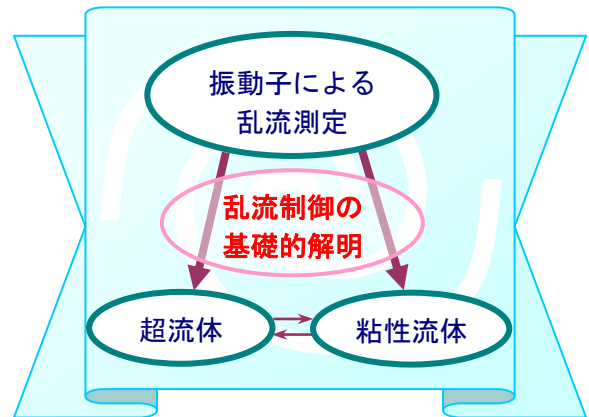 振動子による
乱流測定
乱流制御の
基礎的解明
超流体
粘性流体